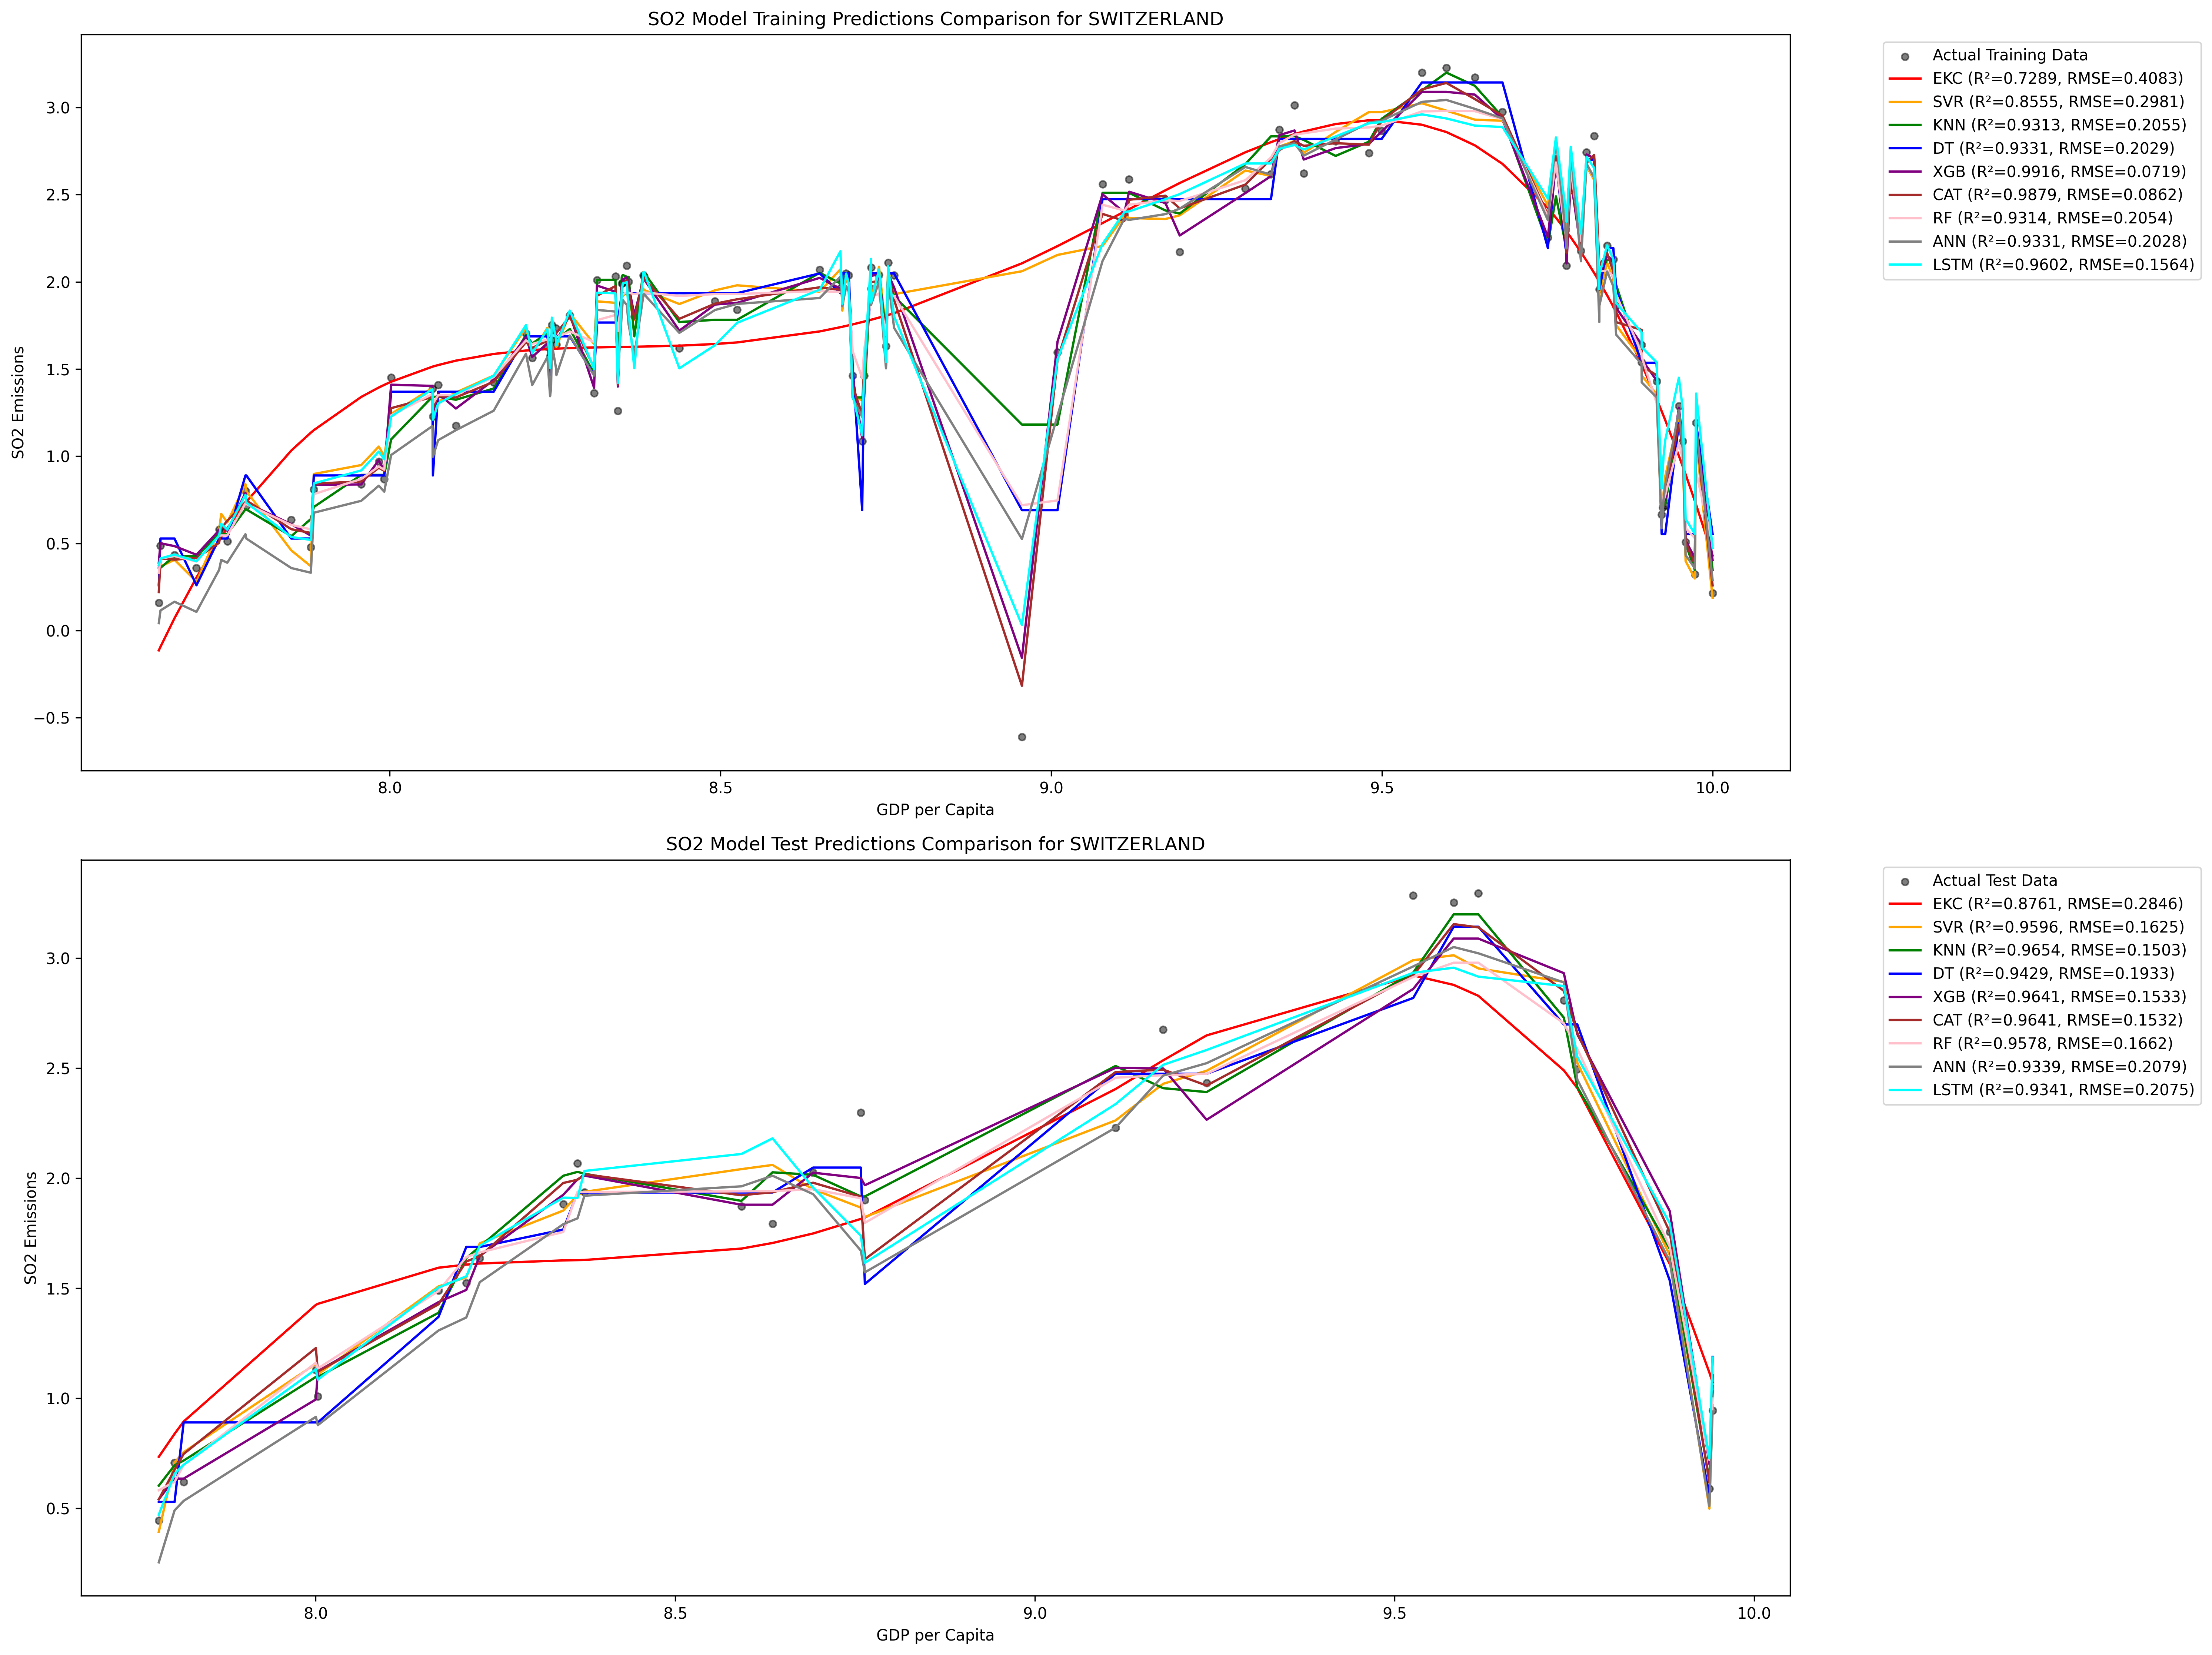 SO2 Model Training Predictions Comparison for SWITZERLAND
Actual Training Data
EKC (R²=0.7289, RMSE=0.4083)
SVR (R²=0.8555, RMSE=0.2981)
KNN (R²=0.9313, RMSE=0.2055)
DT (R²=0.9331, RMSE=0.2029)
XGB (R²=0.9916, RMSE=0.0719)
CAT (R²=0.9879, RMSE=0.0862)
RF (R²=0.9314, RMSE=0.2054)
ANN (R²=0.9331, RMSE=0.2028)
LSTM (R²=0.9602, RMSE=0.1564)
SO2 Emissions
3.0
2.5
2.0
1.5
1.0
0.5
0.0
−0.5
8.0 8.5 9.0 9.5 10.0
GDP per Capita
SO2 Model Test Predictions Comparison for SWITZERLAND
Actual Test Data
EKC (R²=0.8761, RMSE=0.2846)
SVR (R²=0.9596, RMSE=0.1625)
KNN (R²=0.9654, RMSE=0.1503)
DT (R²=0.9429, RMSE=0.1933)
XGB (R²=0.9641, RMSE=0.1533)
CAT (R²=0.9641, RMSE=0.1532)
RF (R²=0.9578, RMSE=0.1662)
ANN (R²=0.9339, RMSE=0.2079)
LSTM (R²=0.9341, RMSE=0.2075)
SO2 Emissions
3.0
2.5
2.0
1.5
1.0
0.5
8.0 8.5 9.0 9.5 10.0
GDP per Capita